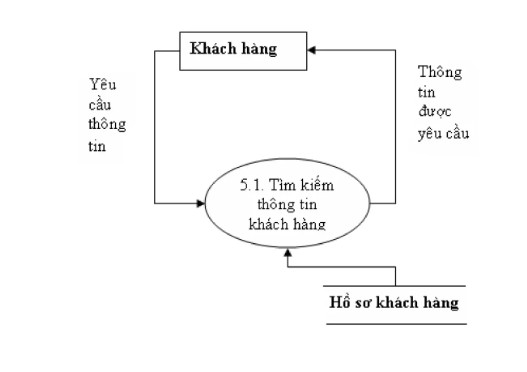 Khách hàng
Yêu
cầu
thông
tin
Thông
tin
được
yêu cầu
5.1. Tìm kiếm
thông tin
khách hàng
Hồ sơ khách hàng